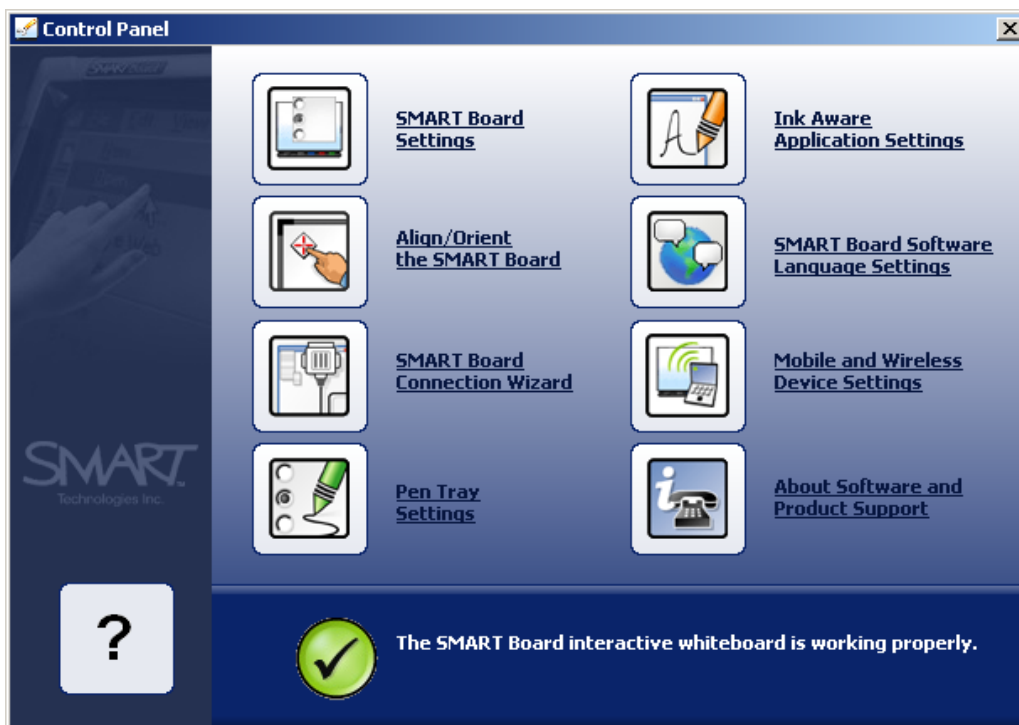 Control Panel
SMART Board
Settings
Ink Aware
Application Settings
Align/Orient
the SMART Board
SMART Board Software
Language Settings
SMART Board
Connection Wizard
Mobile and Wireless
Device Settings
Pen Tray
Settings
About Software and
Product Support
SMART
Technologies Inc.
?
The SMART Board interactive whiteboard is working properly.